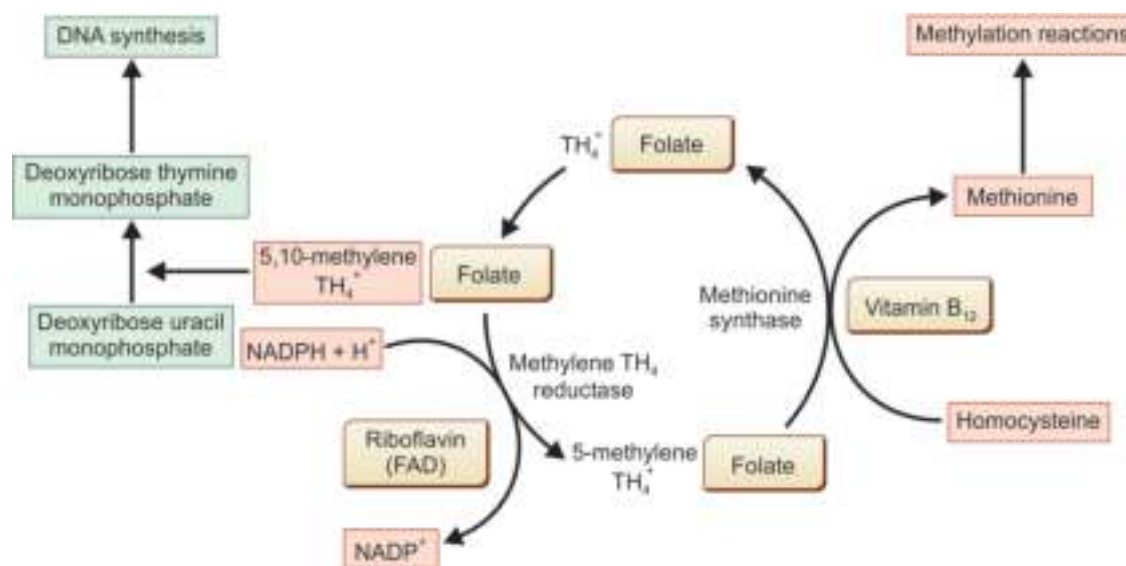 DNA synthesis
Methylation reactions
TH₄⁺ Folate
Deoxyribose thymine
monophosphate
Methionine
5,10-methylene
TH₄⁺
Folate
Methionine
synthase
Vitamin B₁₂
Deoxyribose uracil
monophosphate
NADPH + H⁺
Methylene TH₄
reductase
Homocysteine
Riboflavin
(FAD)
5-methylene
TH₄⁺
Folate
NADP⁺